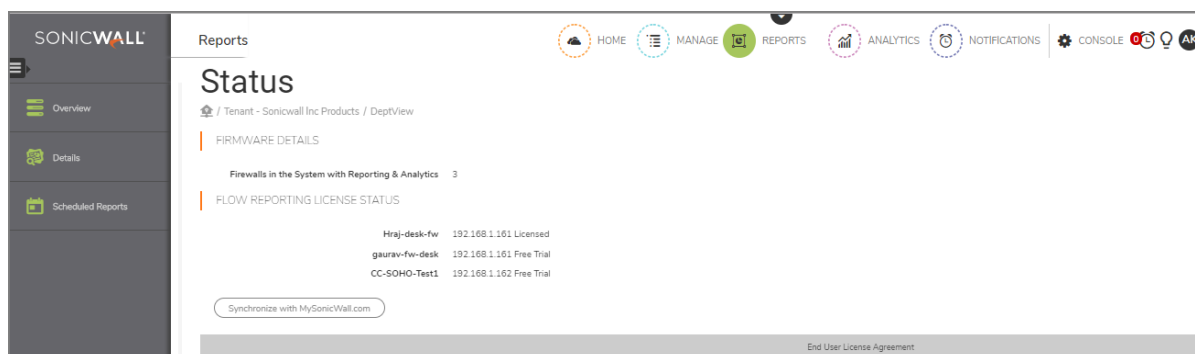 SONICWALL
Reports
HOME
MANAGE
REPORTS
ANALYTICS
NOTIFICATIONS
CONSOLE
0
AK
Status
/ Tenant - Sonicwall Inc Products / DeptView
Overview
Details
Scheduled Reports
FIRMWARE DETAILS
Firewalls in the System with Reporting & Analytics 3
FLOW REPORTING LICENSE STATUS
Hraj-desk-fw 192.168.1.161 Licensed
gaurav-fw-desk 192.168.1.161 Free Trial
CC-SOHO-Test1 192.168.1.162 Free Trial
Synchronize with MySonicWall.com
End User License Agreement